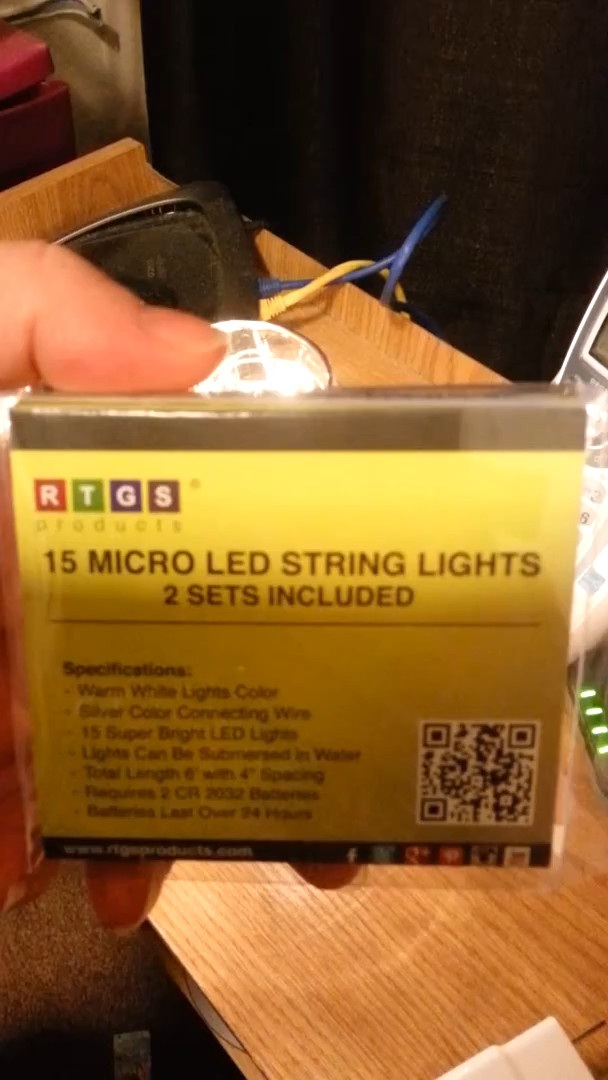 RTGS ®
products
15 MICRO LED STRING LIGHTS
2 SETS INCLUDED
Specifications:
- Warm White Lights Color
- Silver Color Connecting Wire
- 15 Super Bright LED Lights
- Lights Can Be Submersed in Water
- Total Length 6' with 4" Spacing
- Requires 2 CR 2032 Batteries
- Batteries Last Over 24 Hours
www.rtgsproducts.com